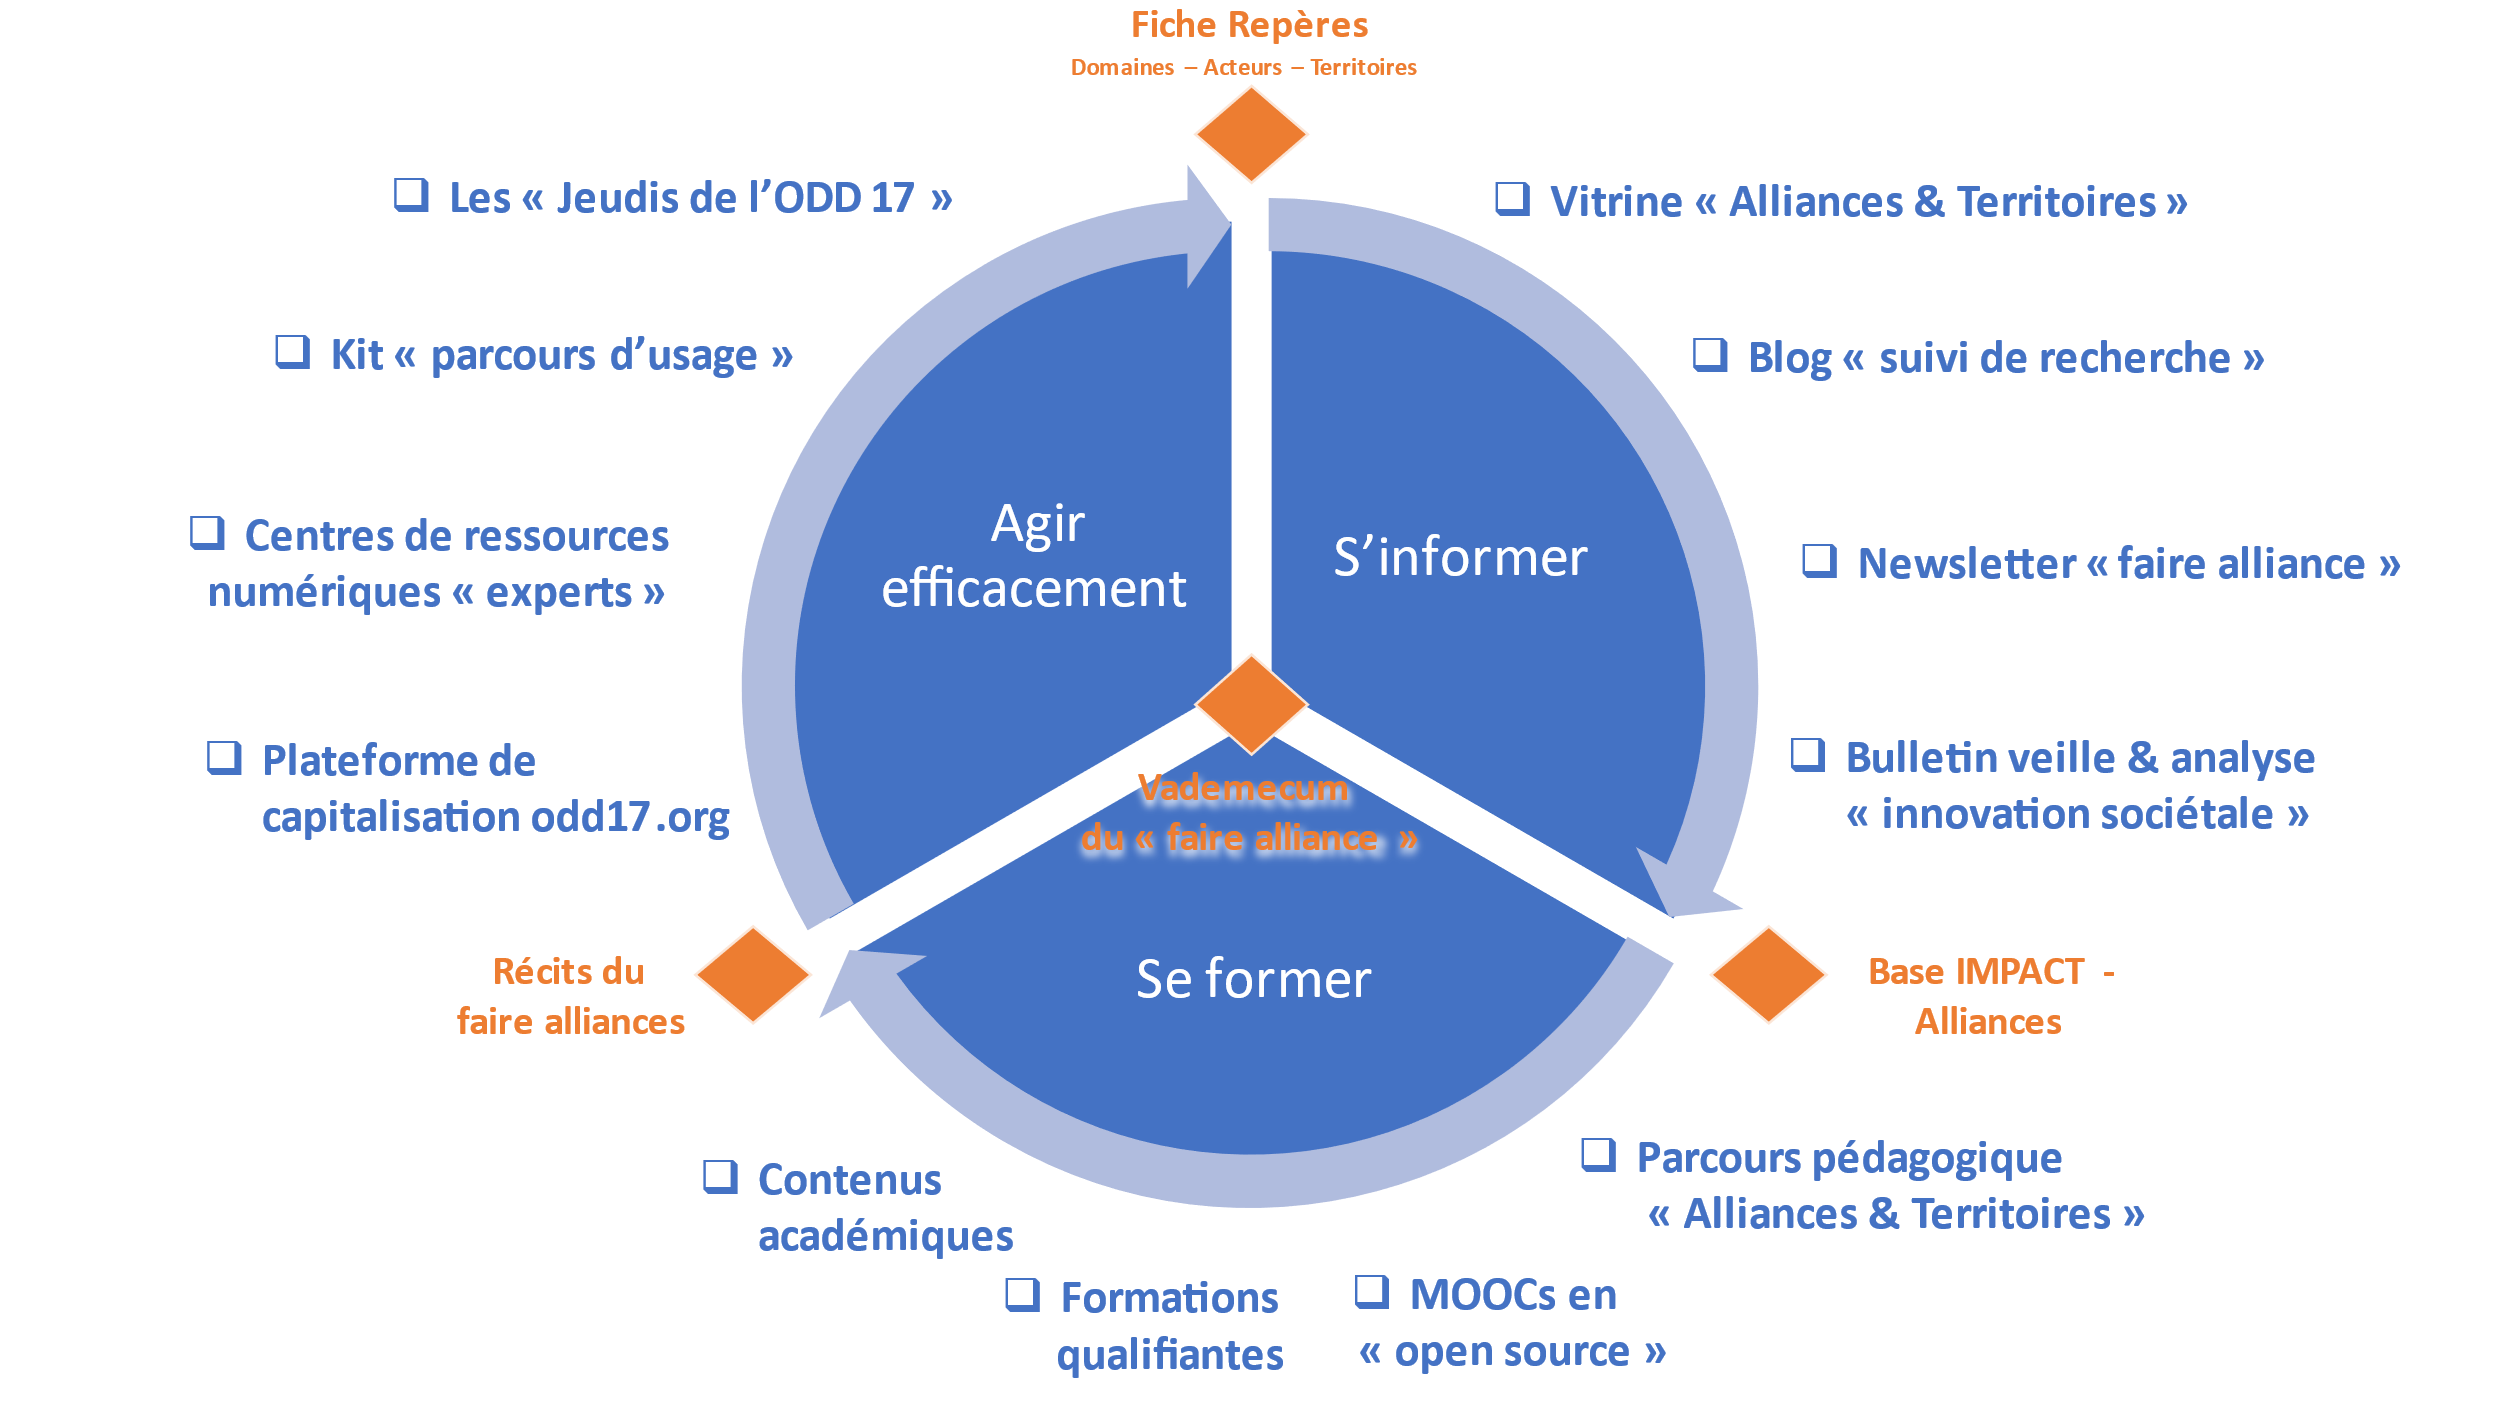 Fiche Repères
Domaines – Acteurs – Territoires
❑ Les « Jeudis de l’ODD 17 »
❑ Kit « parcours d’usage »
❑ Centres de ressources
numériques « experts »
❑ Plateforme de
capitalisation odd17.org
❑ Vitrine « Alliances & Territoires »
❑ Blog « suivi de recherche »
❑ Newsletter « faire alliance »
❑ Bulletin veille & analyse
« innovation sociétale »
Agir
efficacement
S’informer
Vademecum
du « faire alliance »
Se former
Récits du
faire alliances
Base IMPACT -
Alliances
❑ Contenus
académiques
❑ Formations
qualifiantes
❑ MOOCs en
« open source »
❑ Parcours pédagogique
« Alliances & Territoires »